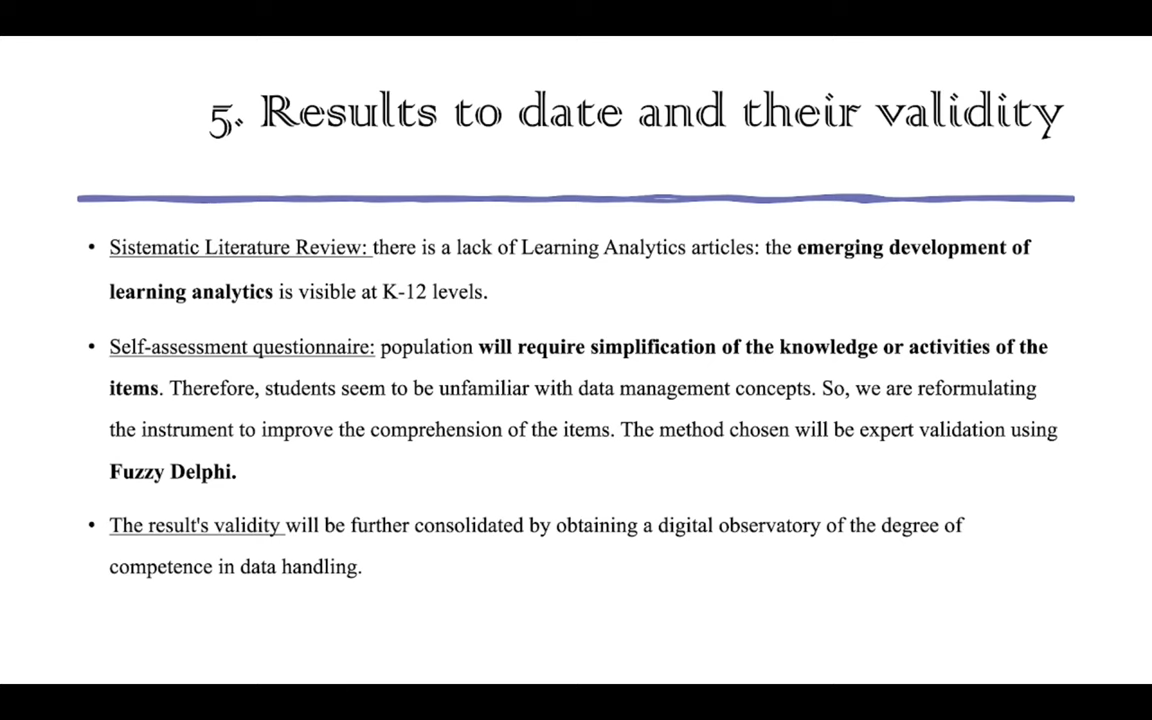 5. Results to date and their validity
• Sistematic Literature Review: there is a lack of Learning Analytics articles: the emerging development of
learning analytics is visible at K-12 levels.
• Self-assessment questionnaire: population will require simplification of the knowledge or activities of the
items. Therefore, students seem to be unfamiliar with data management concepts. So, we are reformulating
the instrument to improve the comprehension of the items. The method chosen will be expert validation using
Fuzzy Delphi.
• The result's validity will be further consolidated by obtaining a digital observatory of the degree of
competence in data handling.